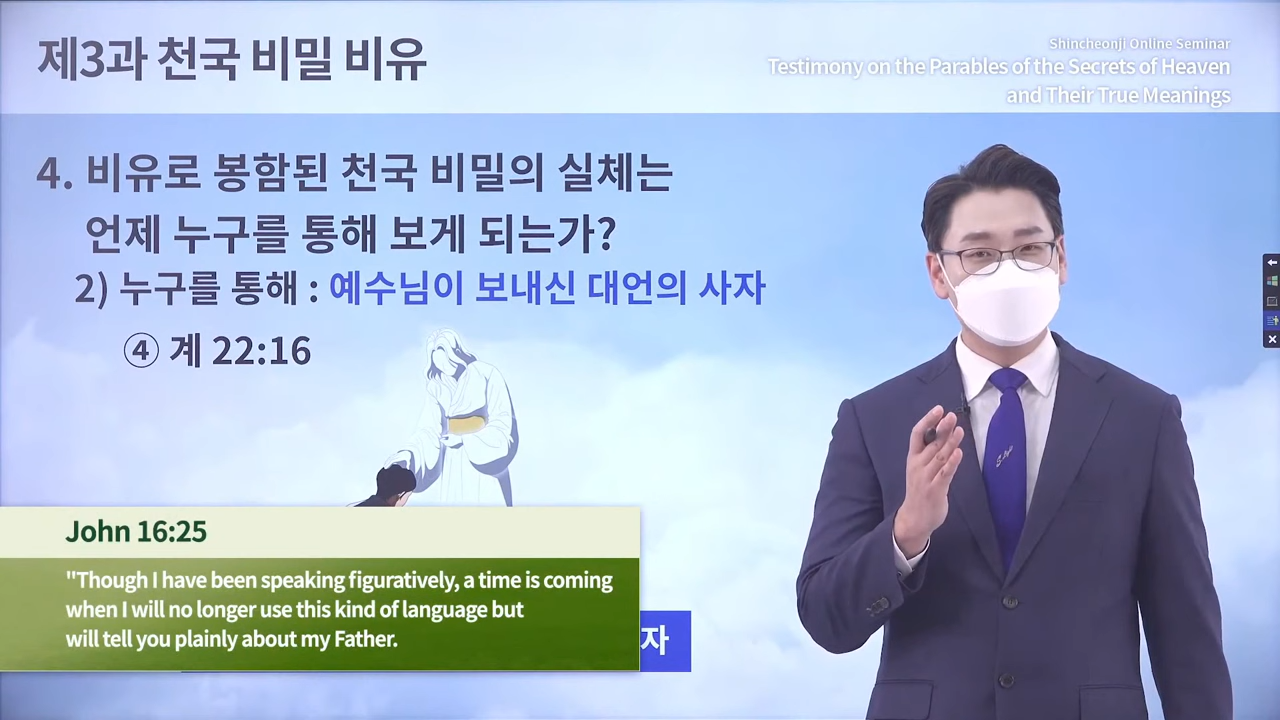 제3과 천국 비밀 비유
Shincheonji Online Seminar
Testimony on the Parables of the Secrets of Heaven
and Their True Meanings
4. 비유로 봉함된 천국 비밀의 실체는
언제 누구를 통해 보게 되는가?
2) 누구를 통해 : 예수님이 보내신 대언의 사자
④ 계 22:16
John 16:25
"Though I have been speaking figuratively, a time is coming
when I will no longer use this kind of language but
will tell you plainly about my Father.
자